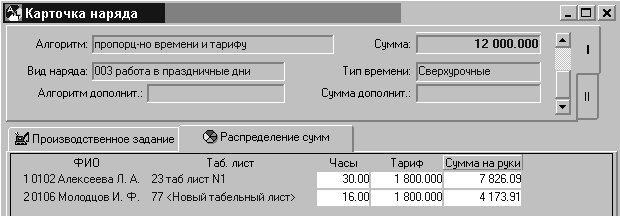 Карточка наряда
Алгоритм: пропорц-но времени и тарифу Сумма: 12 000.000
Вид наряда: 003 работа в праздничные дни Тип времени: Сверхурочные
Алгоритм дополнит.: Сумма дополнит.:
I
II
Производственное задание Распределение сумм
ФИО Таб. лист Часы Тариф Сумма на руки
1 0102 Алексеева Л. А. 23 таб лист N1 30.00 1 800.000 7 826.09
2 0106 Молодцов И. Ф. 77 <Новый табельный лист> 16.00 1 800.000 4 173.91